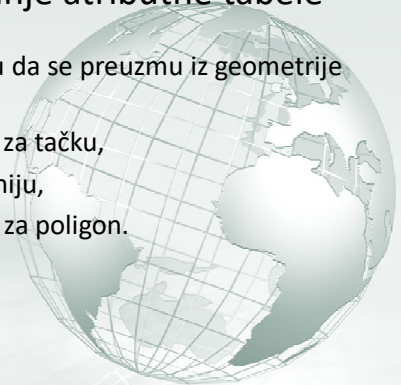 nje atributne tabele
u da se preuzmu iz geometrije
za tačku,
niju,
za poligon.